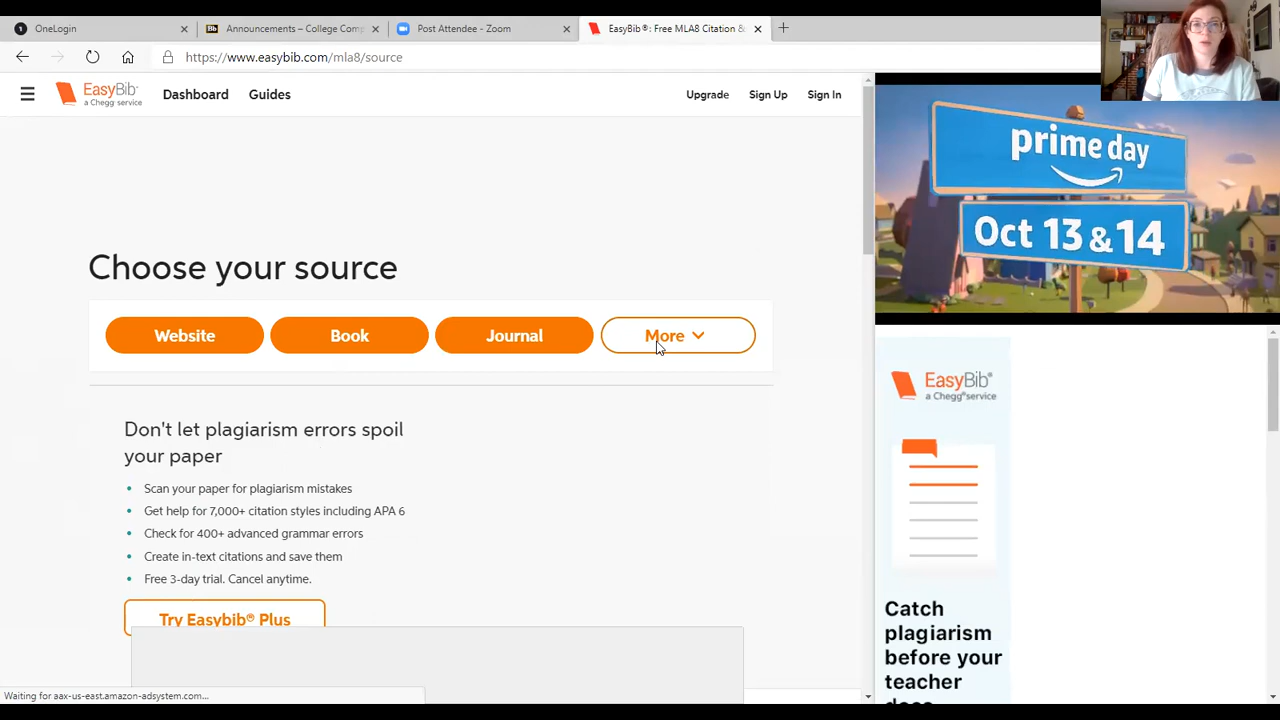 OneLogin
Announcements – College Com
Post Attendee - Zoom
EasyBib®: Free MLA8 Citation &
https://www.easybib.com/mla8/source
EasyBib®
a Chegg® service
Dashboard
Guides
Upgrade
Sign Up
Sign In
prime day
Oct 13 & 14
Choose your source
Website
Book
Journal
More
Don't let plagiarism errors spoil
your paper
Scan your paper for plagiarism mistakes
Get help for 7,000+ citation styles including APA 6
Check for 400+ advanced grammar errors
Create in-text citations and save them
Free 3-day trial. Cancel anytime.
Try Easybib® Plus
EasyBib®
a Chegg® service
Catch
plagiarism
before your
teacher
Waiting for aax-us-east.amazon-adsystem.com...